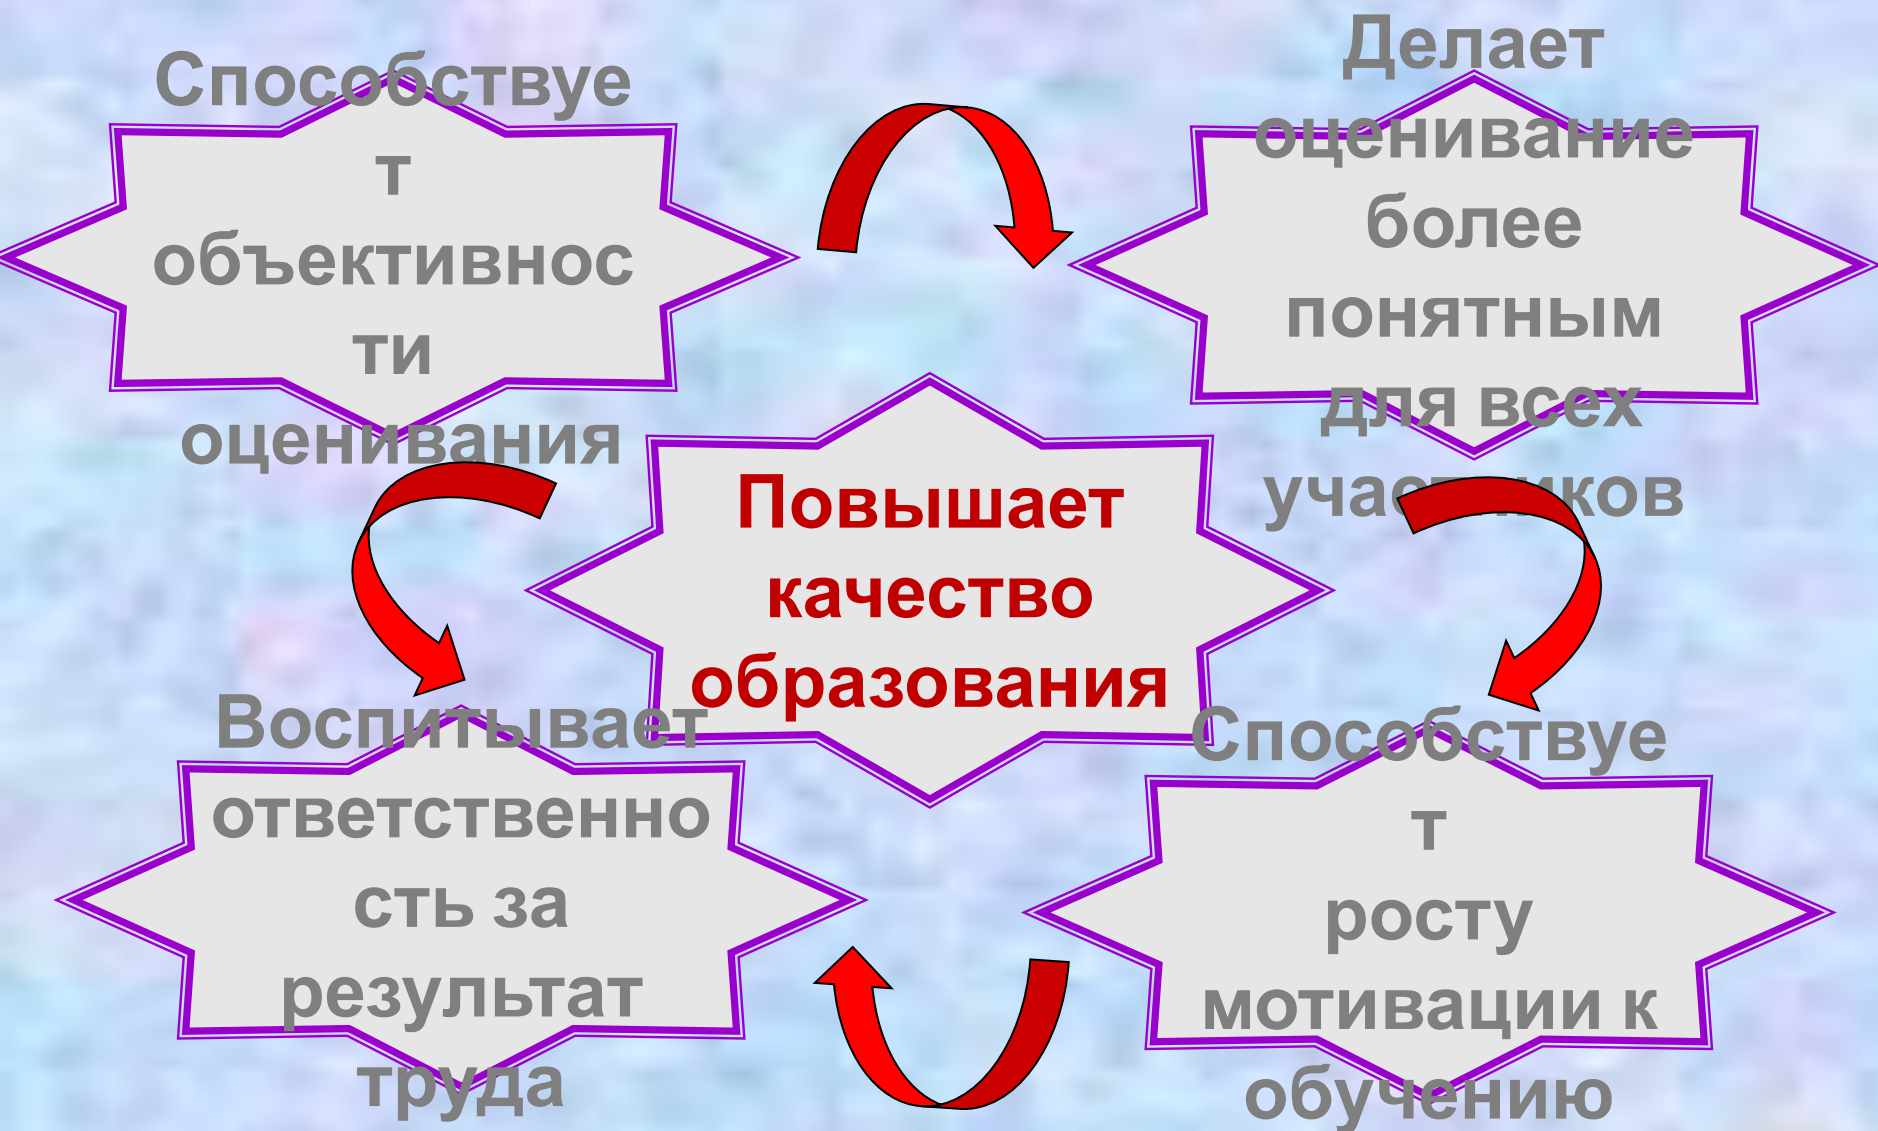 Способствуе
т
объективнос
ти
оценивания
Делает
оценивание
более
понятным
для всех
участников
Повышает
качество
образования
Воспитывает
ответственно
сть за
результат
труда
Способствуе
т
росту
мотивации к
обучению